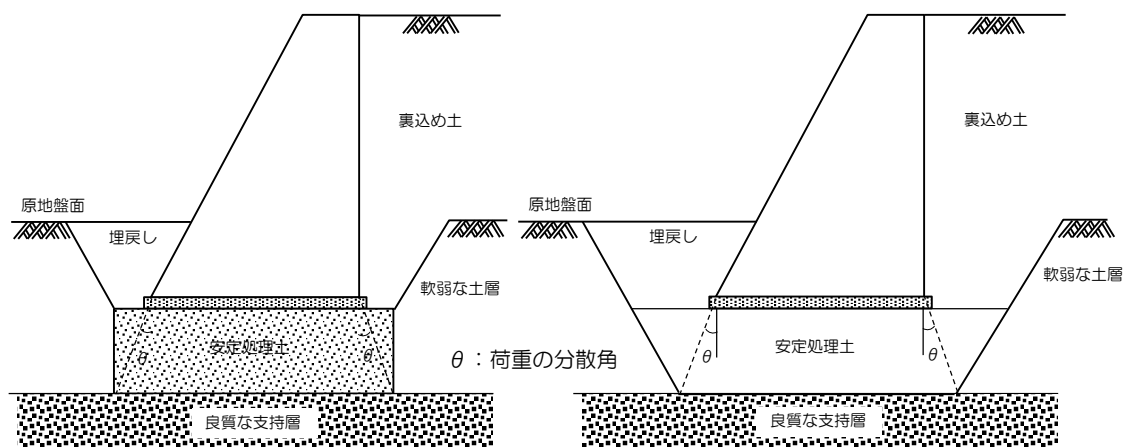 裏込め土
原地盤面
埋戻し
軟弱な土層
安定処理土
θ
θ
良質な支持層
θ：荷重の分散角
裏込め土
原地盤面
埋戻し
軟弱な土層
安定処理土
θ
θ
良質な支持層